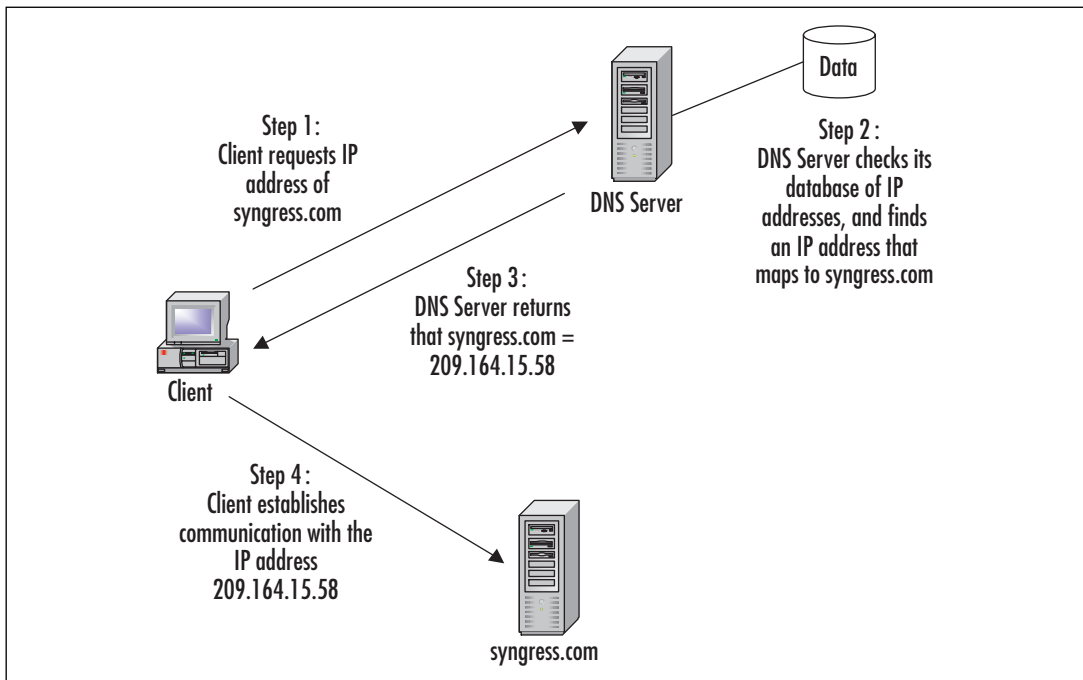 Data
Step 1:
Client requests IP
address of
syngress.com
DNS Server
Step 2:
DNS Server checks its
database of IP
addresses, and finds
an IP address that
maps to syngress.com
Step 3:
DNS Server returns
that syngress.com =
209.164.15.58
Client
Step 4:
Client establishes
communication with the
IP address
209.164.15.58
syngress.com